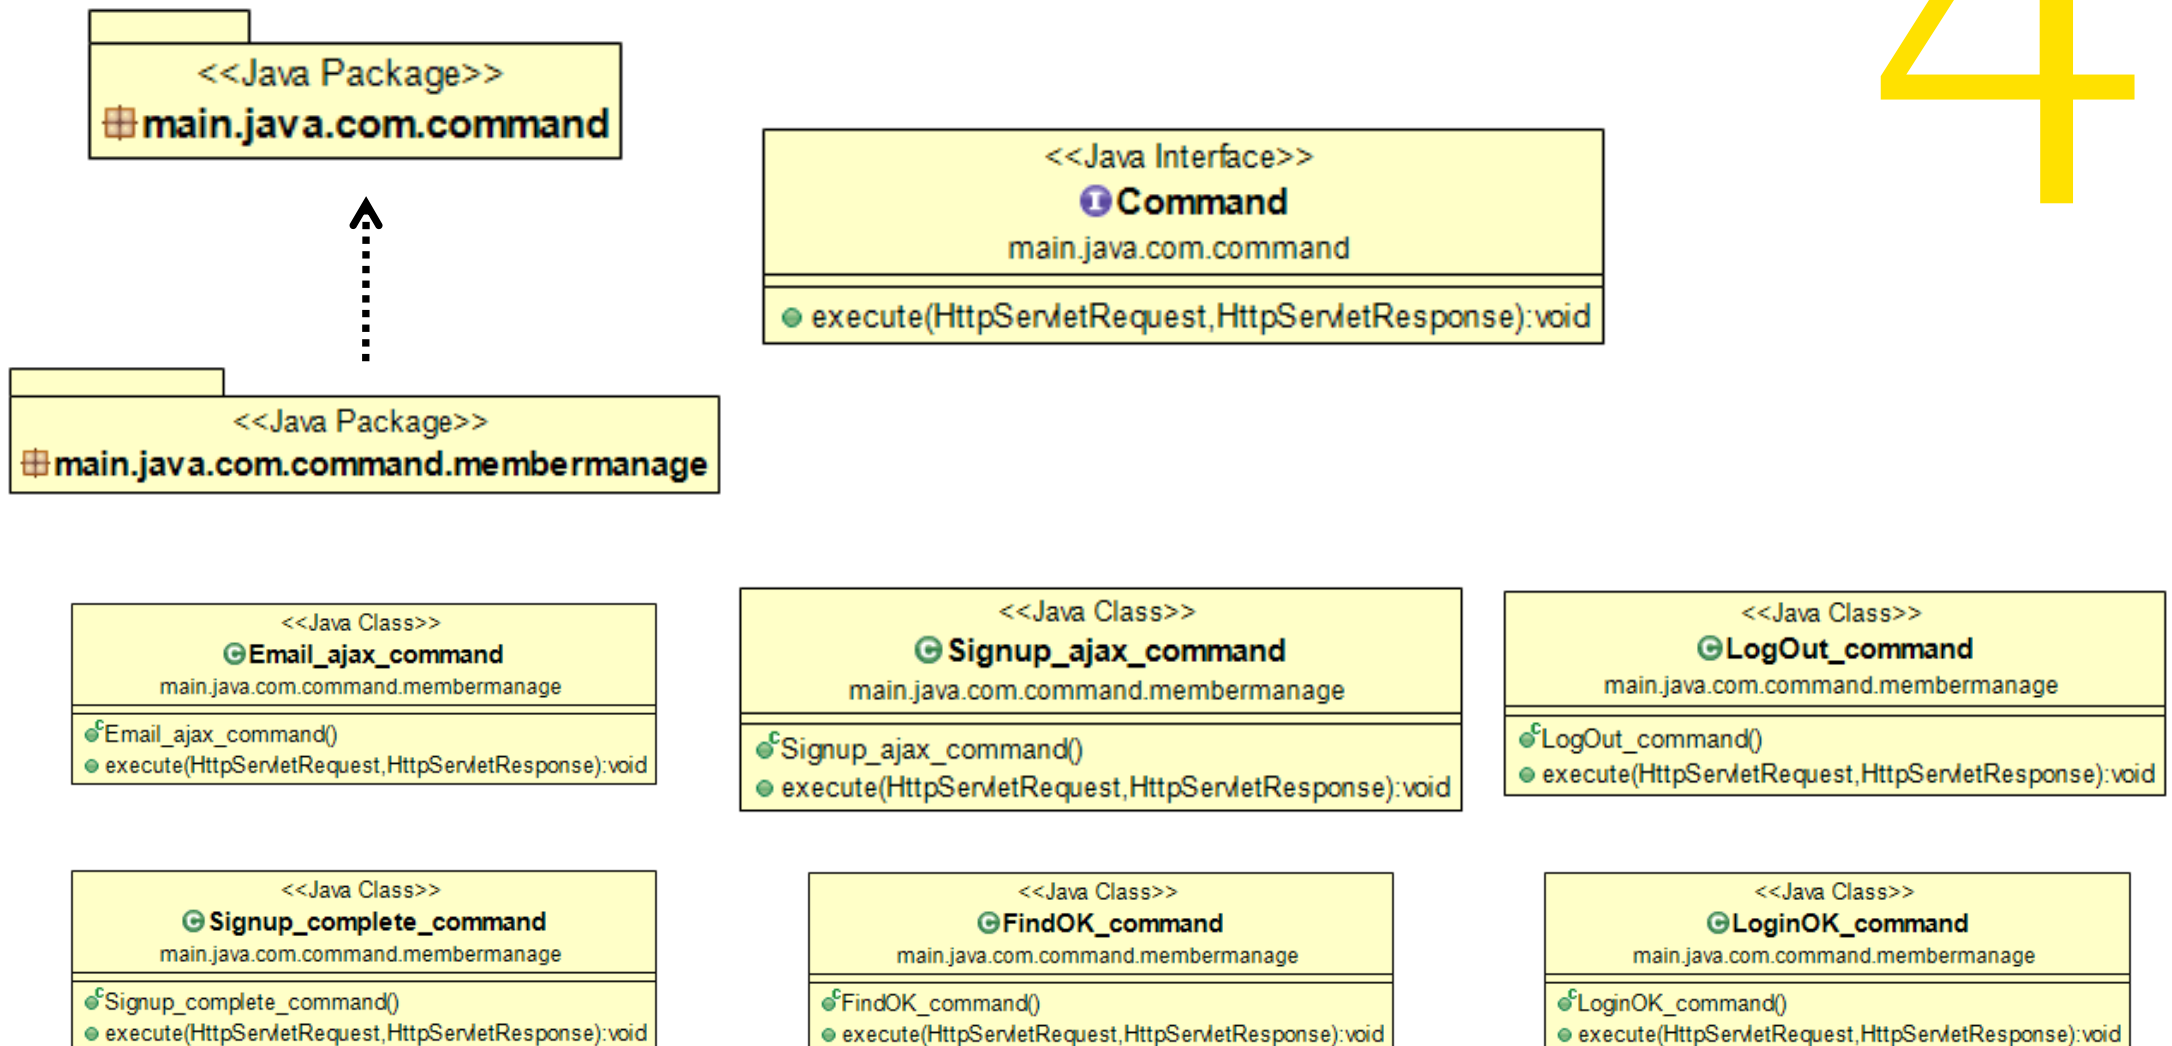 4
<<Java Package>>
main.java.com.command
<<Java Interface>>
Command
main.java.com.command
execute(HttpServletRequest,HttpServletResponse):void
<<Java Package>>
main.java.com.command.membermanage
<<Java Class>>
Email_ajax_command
main.java.com.command.membermanage
Email_ajax_command()
execute(HttpServletRequest,HttpServletResponse):void
<<Java Class>>
Signup_ajax_command
main.java.com.command.membermanage
Signup_ajax_command()
execute(HttpServletRequest,HttpServletResponse):void
<<Java Class>>
LogOut_command
main.java.com.command.membermanage
LogOut_command()
execute(HttpServletRequest,HttpServletResponse):void
<<Java Class>>
Signup_complete_command
main.java.com.command.membermanage
Signup_complete_command()
execute(HttpServletRequest,HttpServletResponse):void
<<Java Class>>
FindOK_command
main.java.com.command.membermanage
FindOK_command()
execute(HttpServletRequest,HttpServletResponse):void
<<Java Class>>
LoginOK_command
main.java.com.command.membermanage
LoginOK_command()
execute(HttpServletRequest,HttpServletResponse):void